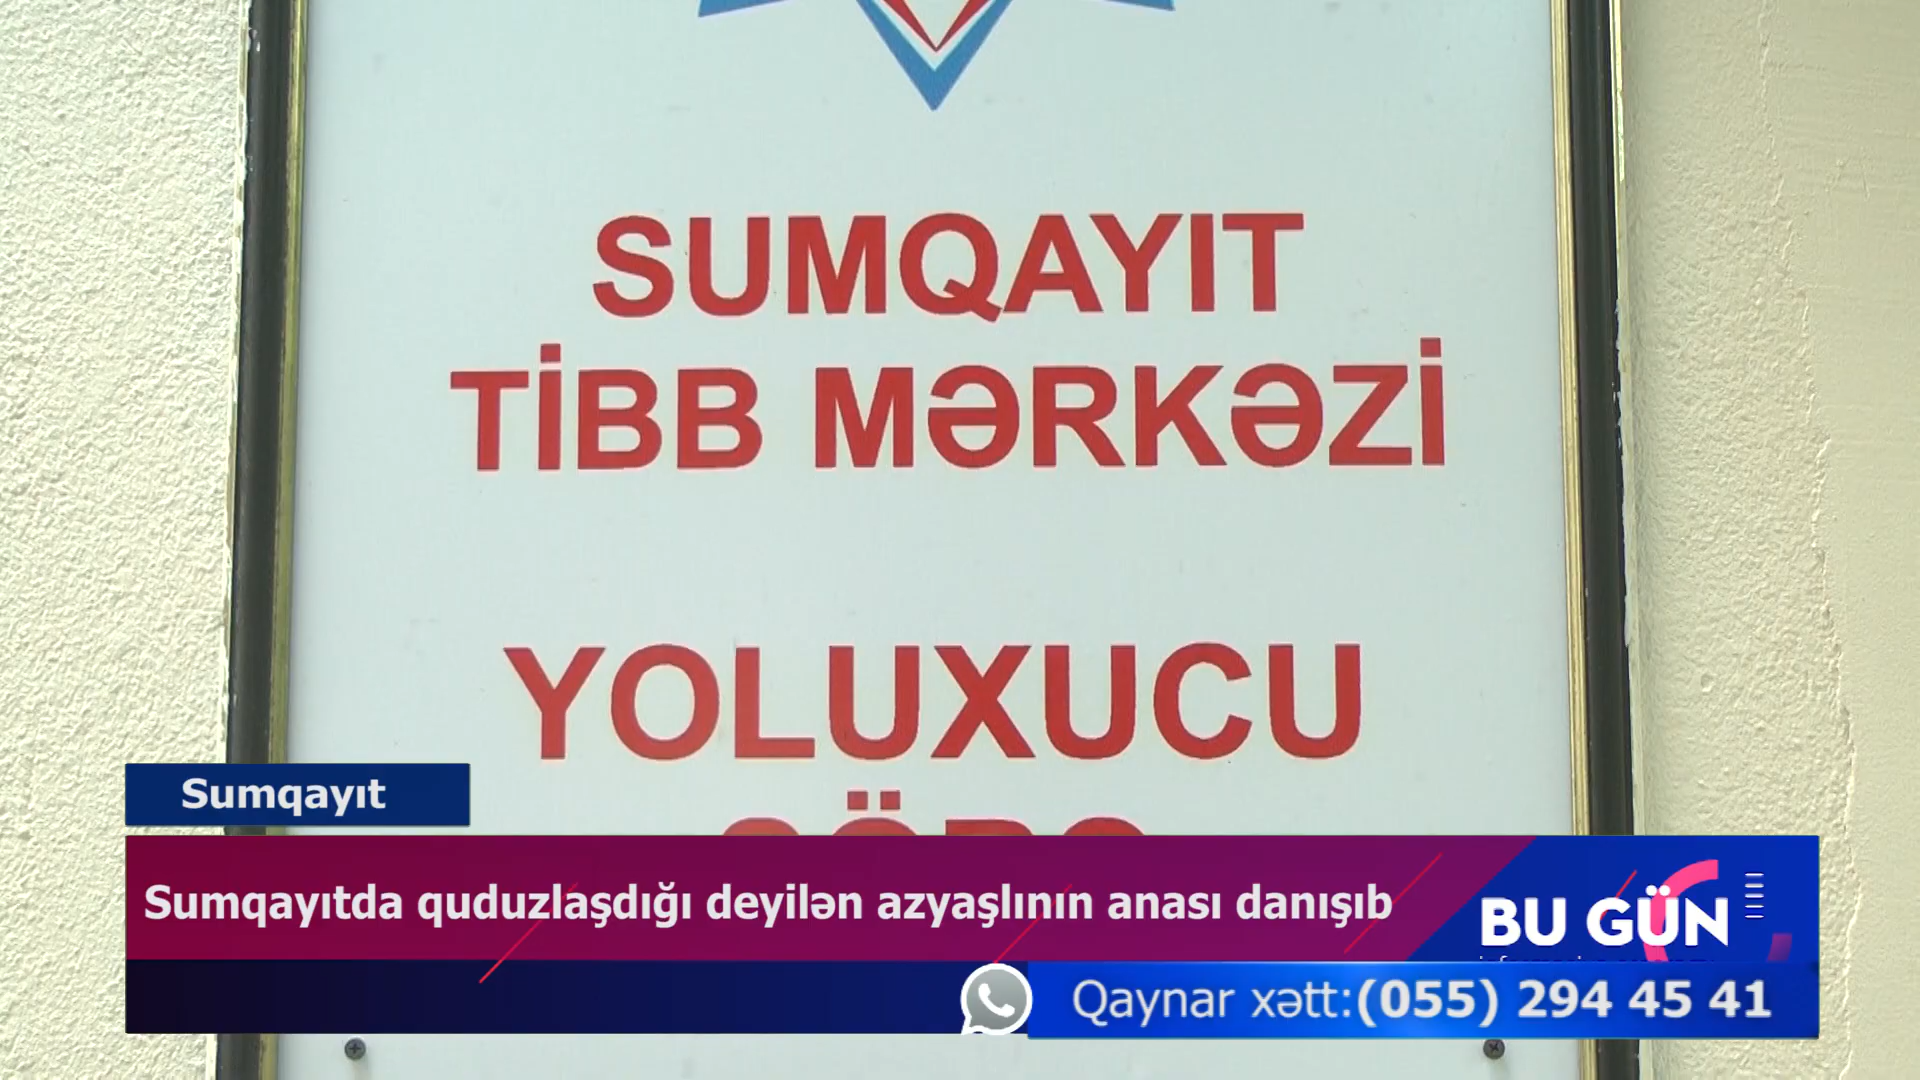 SUMQAYIT
TİBB MƏRKƏZİ
YOLUXUCU
Sumqayıt
Sumqayıtda quduzlaşdığı deyilən azyaşlının anası danışıb
BU GÜN
Qaynar xətt:(055) 294 45 41